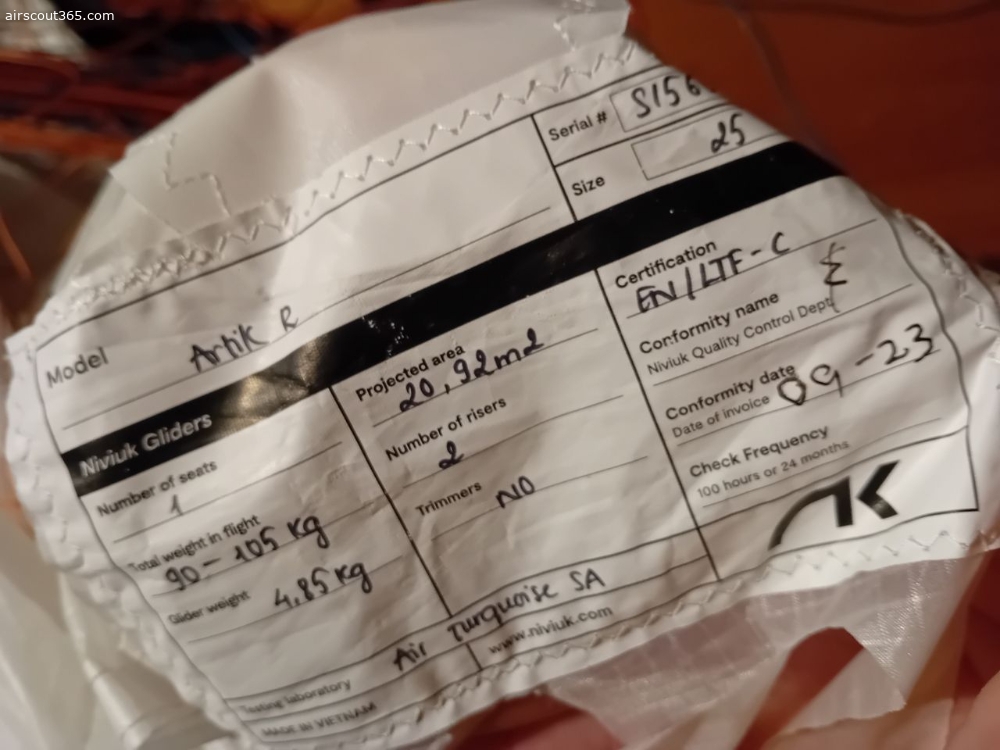 airscout365.com
Serial # S156
Size 25
Model Artik R
Niviuk Gliders
Number of seats
1
Total weight in flight
90 - 105 Kg
Glider weight 4,85 Kg
Projected area
20,92m2
Number of risers
2
Trimmers NO
Certification
EN/LTF-C
Conformity name
Niviuk Quality Control Dept
Conformity date 09-23
Date of invoice
Check Frequency
100 hours or 24 months
Testing laboratory Air Turquoise SA
MADE IN VIETNAM www.niviuk.com